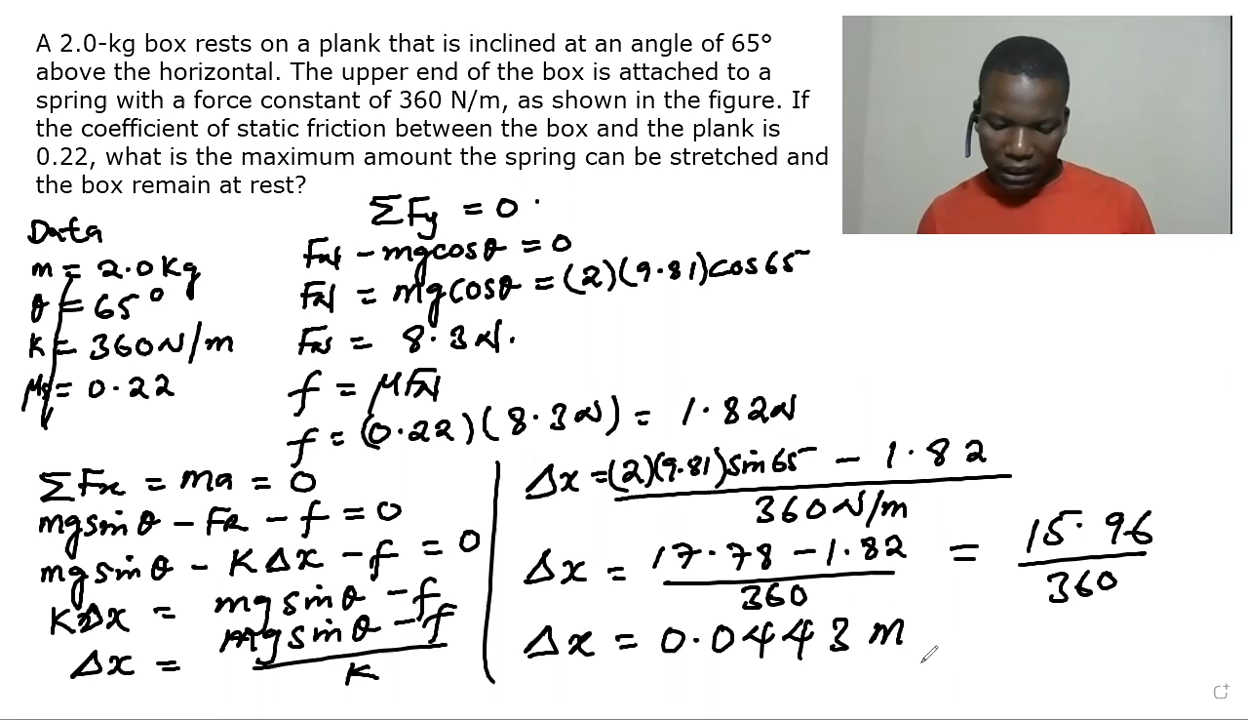 A 2.0-kg box rests on a plank that is inclined at an angle of 65°
above the horizontal. The upper end of the box is attached to a
spring with a force constant of 360 N/m, as shown in the figure. If
the coefficient of static friction between the box and the plank is
0.22, what is the maximum amount the spring can be stretched and
the box remain at rest?
Data
m = 2.0 kg
θ = 65°
K = 360N/m
μs = 0.22
ΣFy = 0
FN - mgcosθ = 0
FN = mgcosθ = (2)(9.81)cos65
FN = 8.3N.
f = μFN
f = (0.22)(8.3N) = 1.82N
ΣFx = ma = 0
mgsinθ - FR - f = 0
mgsinθ - KΔx - f = 0
KΔx = mgsinθ - f
Δx = mgsinθ - f
K
Δx = (2)(9.81)sin65 - 1.82
360N/m
Δx = 17.78 - 1.82 = 15.96
360 360
Δx = 0.0443 m